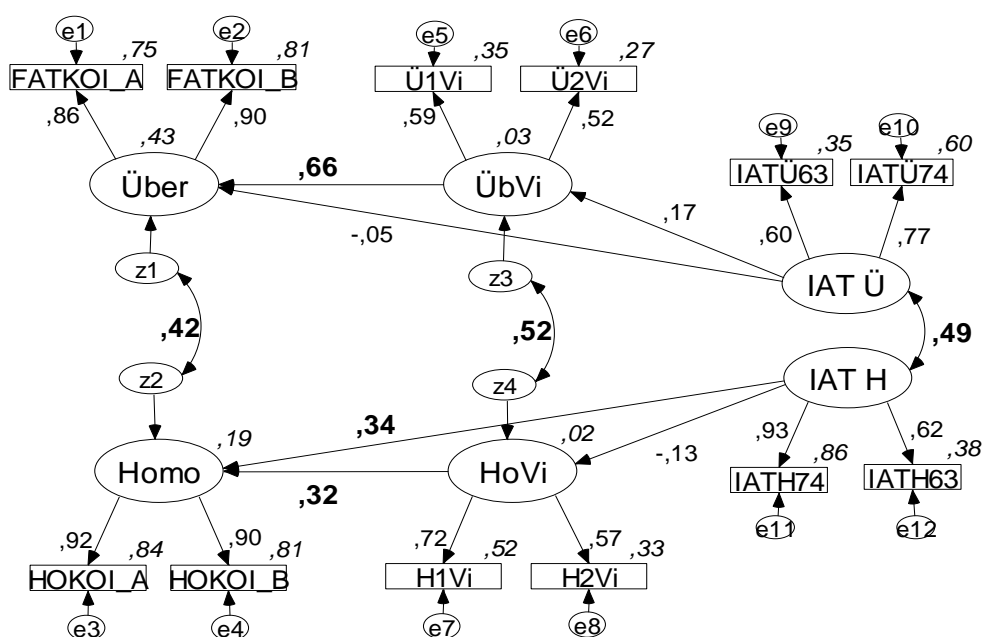 e1 e2 e5 e6
,75 ,81 ,35 ,27
FATKOI_A FATKOI_B Ü1Vi Ü2Vi
e9 e10
,86 ,90 ,59 ,52
,35 ,60
,43 ,03
IATÜ63 IATÜ74
Über ,66 ÜbVi
,17
-,05 ,60 ,77
z1 z3 IAT Ü
,42 ,52 ,49
z2 z4 IAT H
,34
,19 ,02 ,93 ,62
Homo HoVi -,13
,86 ,38
,32 IATH74 IATH63
e11 e12
,92 ,84 ,90 ,81 ,72 ,52 ,57 ,33
HOKOI_A HOKOI_B H1Vi H2Vi
e3 e4 e7 e8